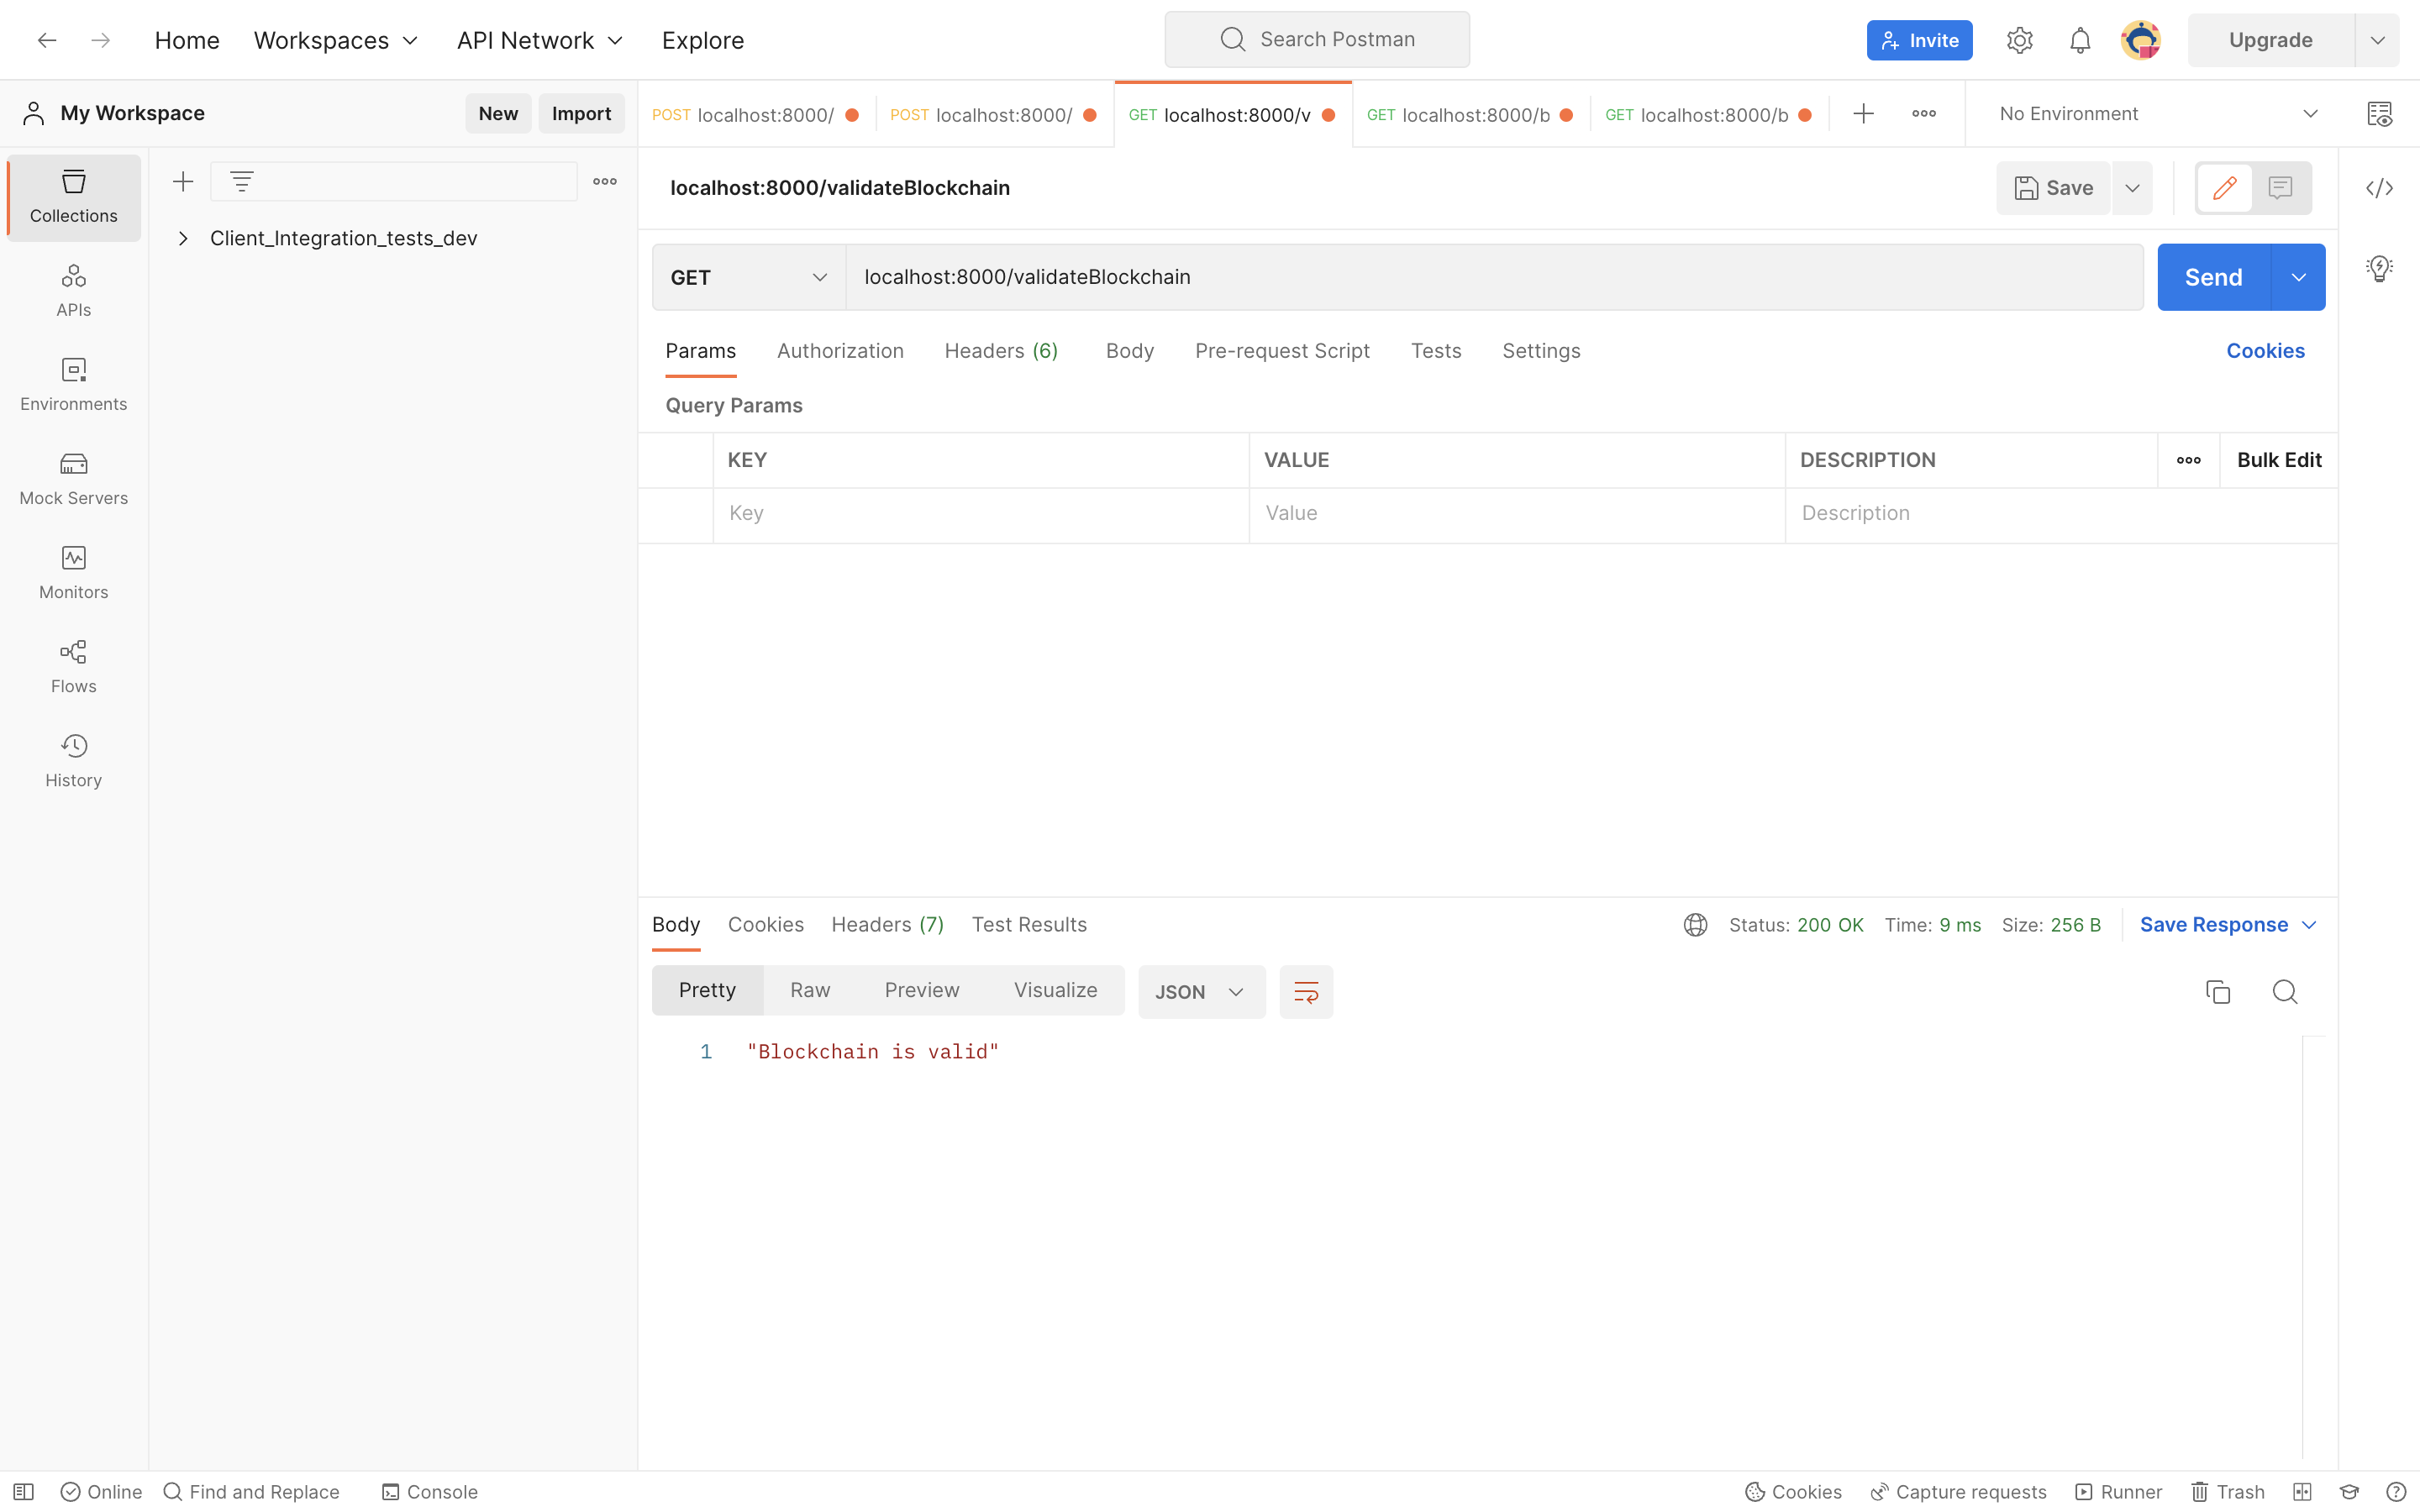 Home Workspaces API Network Explore Search Postman Invite Upgrade
My Workspace New Import POST localhost:8000/ POST localhost:8000/ GET localhost:8000/v GET localhost:8000/b GET localhost:8000/b No Environment
Collections
APIs
Environments
Mock Servers
Monitors
Flows
History
Client_Integration_tests_dev
localhost:8000/validateBlockchain Save
GET localhost:8000/validateBlockchain Send
Params Authorization Headers (6) Body Pre-request Script Tests Settings Cookies
Query Params
KEY VALUE DESCRIPTION Bulk Edit
Key Value Description
Body Cookies Headers (7) Test Results Status: 200 OK Time: 9 ms Size: 256 B Save Response
Pretty Raw Preview Visualize JSON
1 "Blockchain is valid"
Online Find and Replace Console Cookies Capture requests Runner Trash